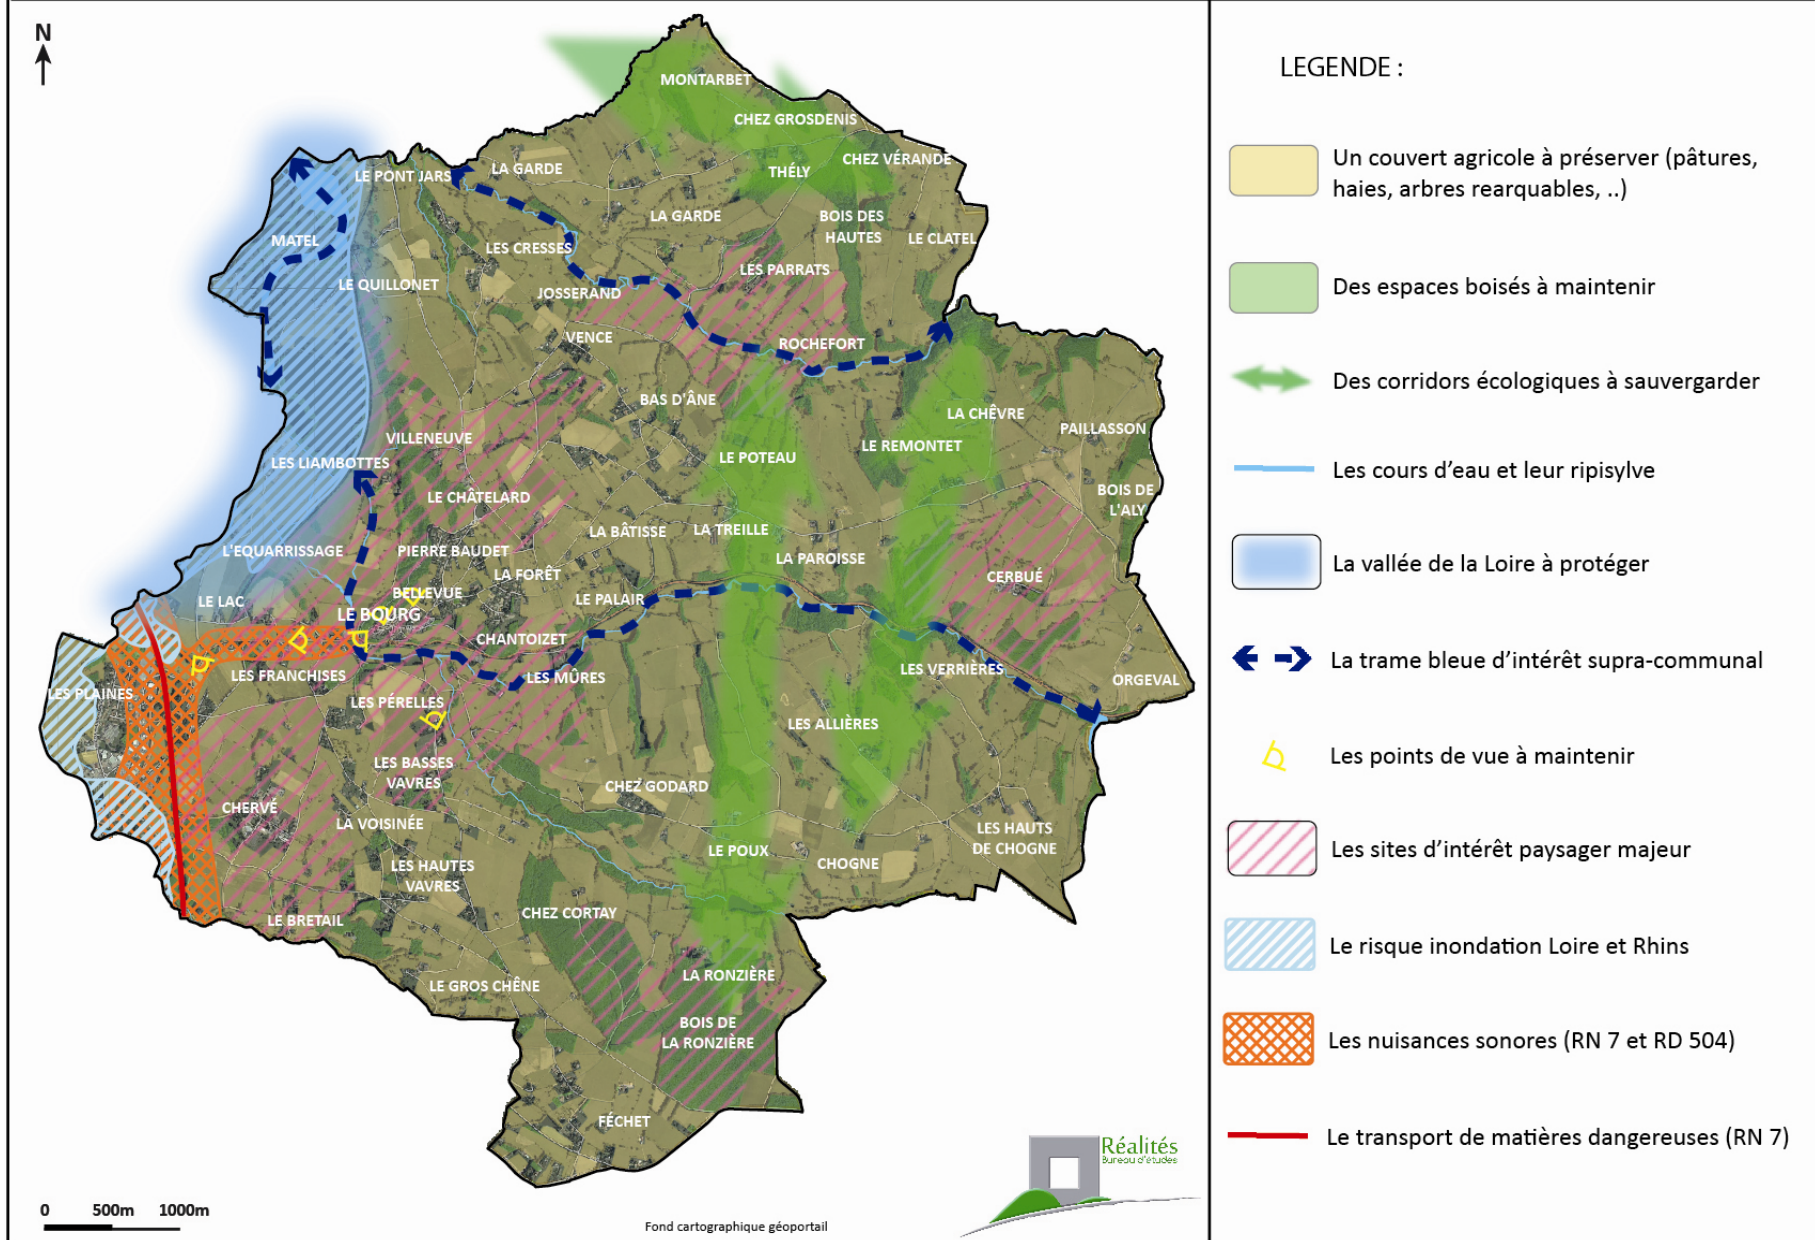 N
MONTARBET
CHEZ GROSDENIS
CHEZ VÉRANDE
LA GARDE
THÉLY
LE PONT JARS
LA GARDE
BOIS DES
HAUTES
LE CLATEL
MATEL
LES CRESSES
LES PARRATS
LE QUILLONET
JOSSERAND
VENCE
ROCHEFORT
BAS D'ÂNE
LA CHÊVRE
PAILLASSON
VILLENEUVE
LE REMONTET
LE POTEAU
LES LIAMBOTTES
LE CHÂTELARD
BOIS DE
L'ALY
LA BÂTISSE
LA TREILLE
L'EQUARRISSAGE
PIERRE BAUDET
LA PAROISSE
LA FORÊT
CERBUÉ
BELLEVUE
LE LAC
LE PALAIR
LE BOURG
CHANTOIZET
LES FRANCHISES
LES MÛRES
LES VERRIÈRES
ORGEVAL
LES PLAINES
LES PÉRELLES
LES ALLIÈRES
LES BASSES
VAVRES
CHEZ GODARD
CHERVÉ
LA VOISINÉE
LES HAUTS
DE CHOGNE
LE POUX
CHOGNE
LES HAUTES
VAVRES
CHEZ CORTAY
LE BRETAIL
LA RONZIÈRE
LE GROS CHÊNE
BOIS DE
LA RONZIÈRE
FÉCHET
0 500m 1000m
Fond cartographique géoportail
Réalités
Bureau d'études
LEGENDE :
Un couvert agricole à préserver (pâtures,
haies, arbres rearquables, ..)
Des espaces boisés à maintenir
Des corridors écologiques à sauvergarder
Les cours d'eau et leur ripisylve
La vallée de la Loire à protéger
La trame bleue d'intérêt supra-communal
Les points de vue à maintenir
Les sites d'intérêt paysager majeur
Le risque inondation Loire et Rhins
Les nuisances sonores (RN 7 et RD 504)
Le transport de matières dangereuses (RN 7)